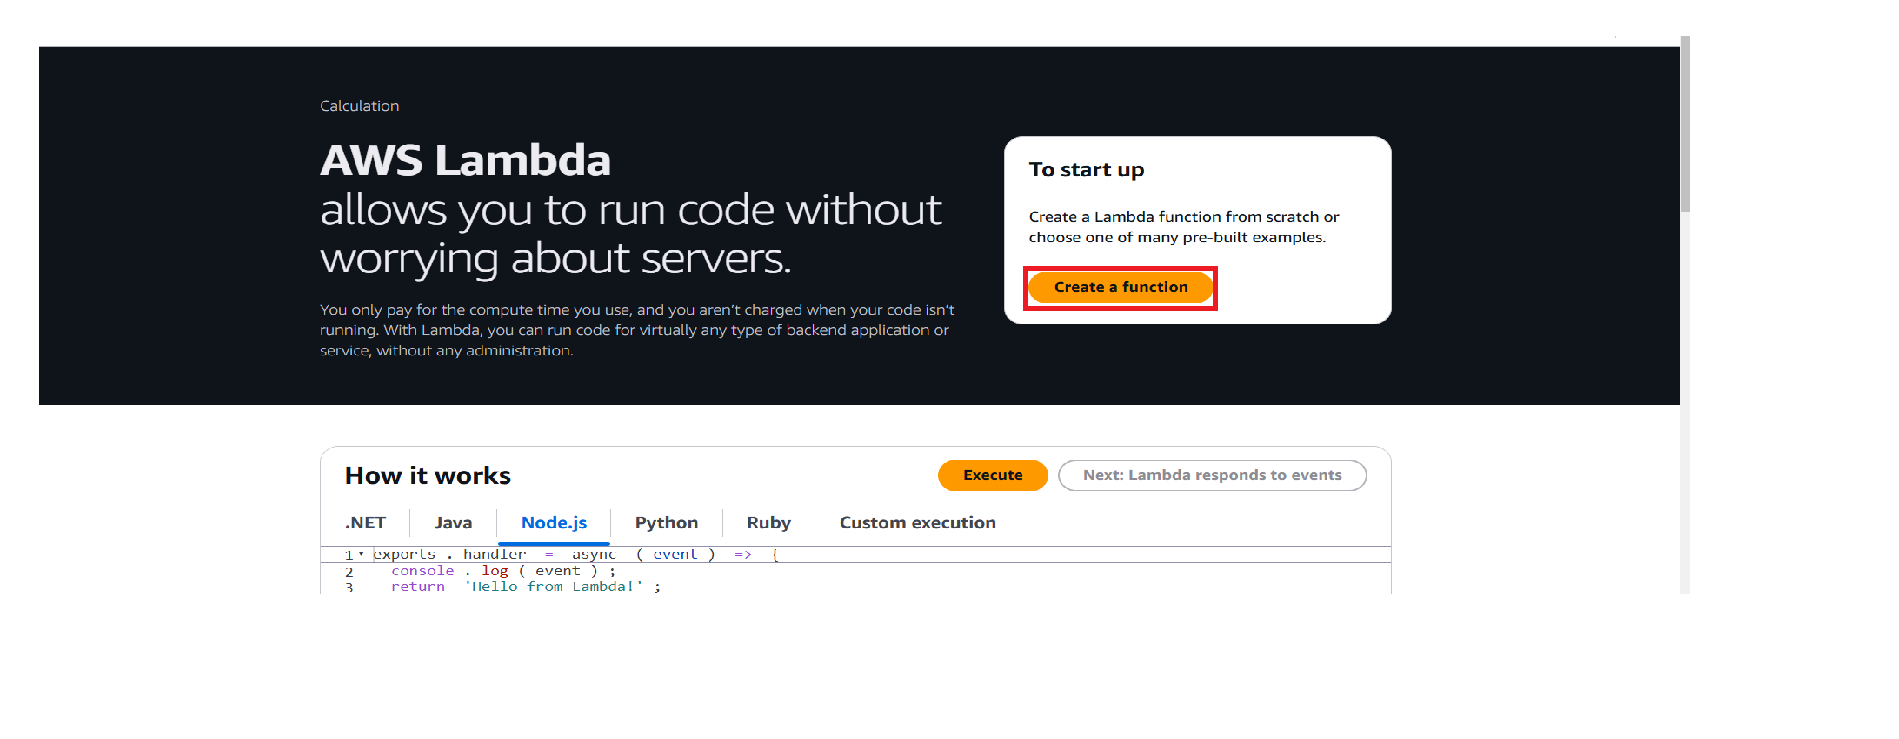 Calculation
AWS Lambda
allows you to run code without
worrying about servers.
You only pay for the compute time you use, and you aren't charged when your code isn't
running. With Lambda, you can run code for virtually any type of backend application or
service, without any administration.
To start up
Create a Lambda function from scratch or
choose one of many pre-built examples.
Create a function
How it works
Execute
Next: Lambda responds to events
.NET Java Node.js Python Ruby Custom execution
1 exports . handler = async ( event ) => {
2 console . log ( event ) ;
3 return 'Hello from Lambda!' ;